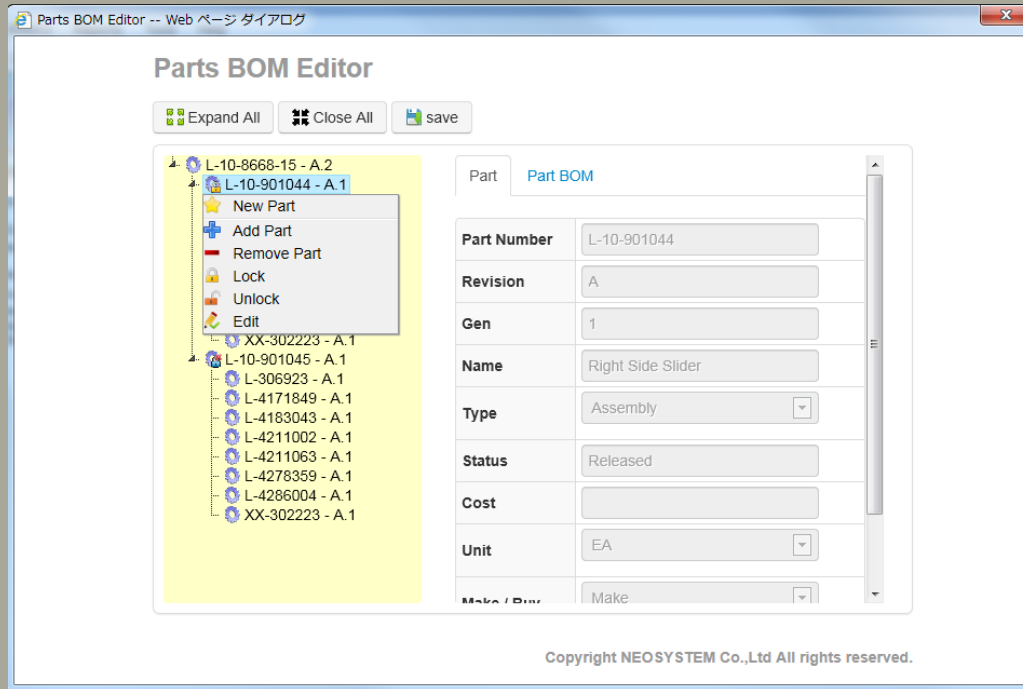 Parts BOM Editor -- Web ページ ダイアログ
Parts BOM Editor
Expand All
Close All
save
L-10-8668-15 - A.2
L-10-901044 - A.1
New Part
Add Part
Remove Part
Lock
Unlock
Edit
XX-302223 - A.1
L-10-901045 - A.1
L-306923 - A.1
L-4171849 - A.1
L-4183043 - A.1
L-4211002 - A.1
L-4211063 - A.1
L-4278359 - A.1
L-4286004 - A.1
XX-302223 - A.1
Part Part BOM
Part Number L-10-901044
Revision A
Gen 1
Name Right Side Slider
Type Assembly
Status Released
Cost
Unit EA
Make / Buy Make
Copyright NEOSYSTEM Co.,Ltd All rights reserved.